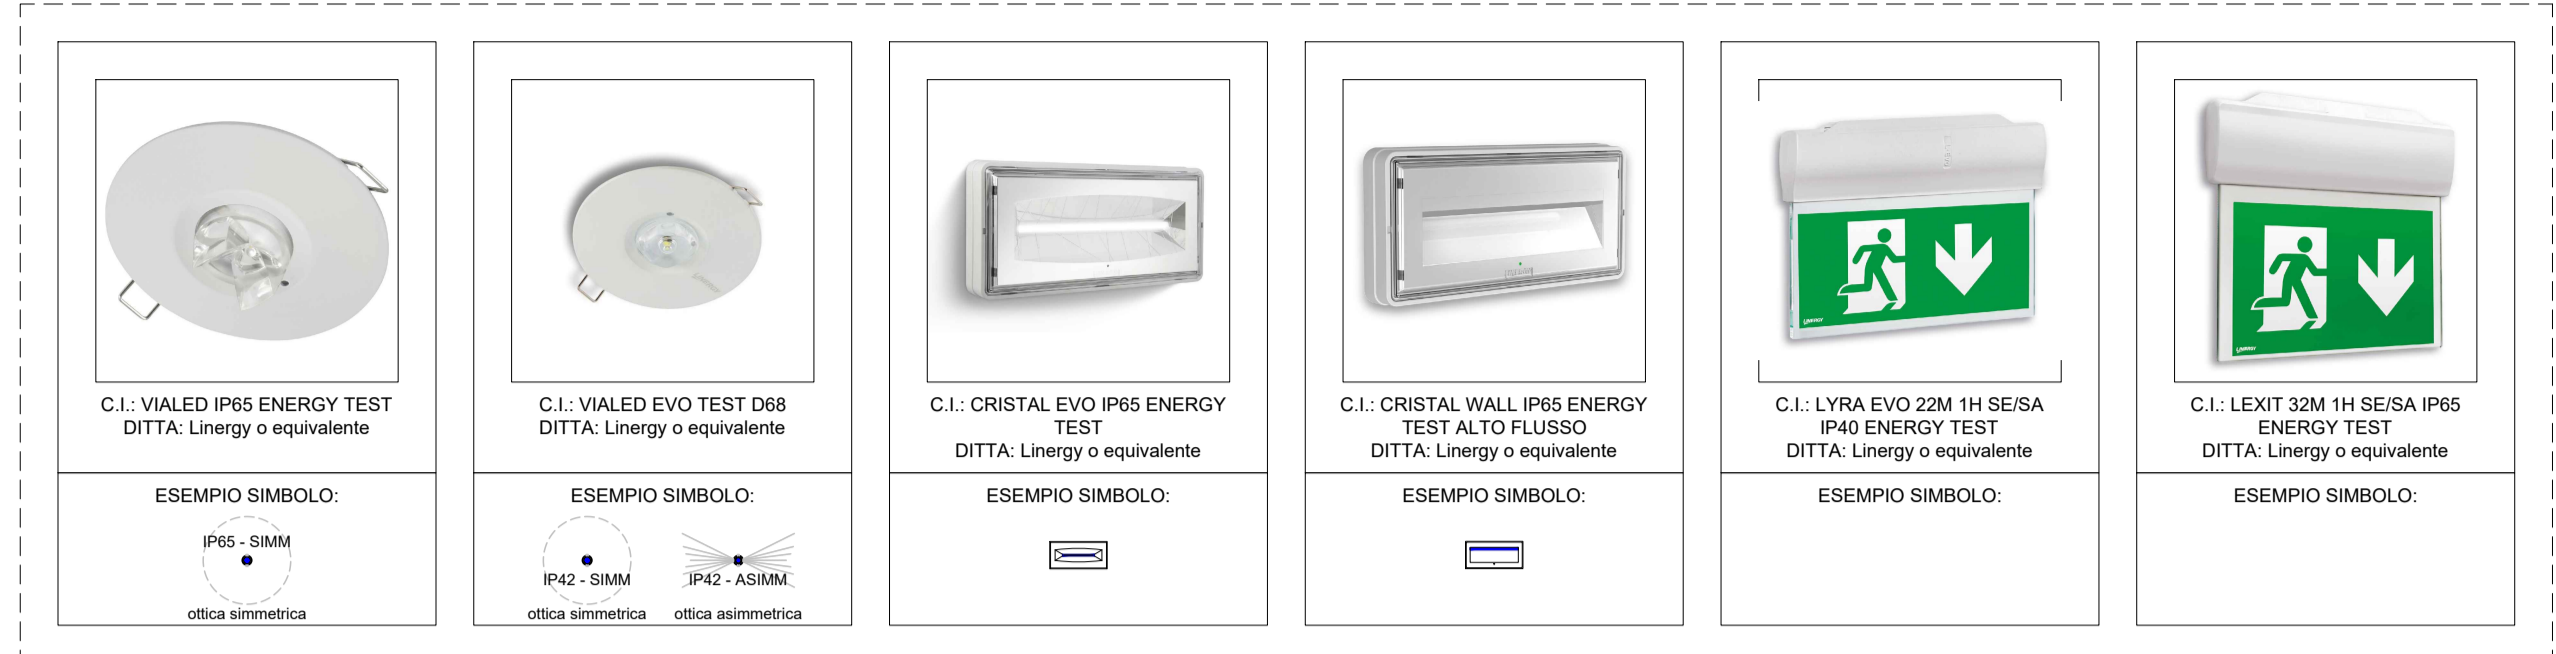 C.I.: VIALED IP65 ENERGY TEST
DITTA: Linergy o equivalente
ESEMPIO SIMBOLO:
IP65 - SIMM
ottica simmetrica
C.I.: VIALED EVO TEST D68
DITTA: Linergy o equivalente
ESEMPIO SIMBOLO:
IP42 - SIMM
ottica simmetrica
IP42 - ASIMM
ottica asimmetrica
C.I.: CRISTAL EVO IP65 ENERGY
TEST
DITTA: Linergy o equivalente
ESEMPIO SIMBOLO:
C.I.: CRISTAL WALL IP65 ENERGY
TEST ALTO FLUSSO
DITTA: Linergy o equivalente
ESEMPIO SIMBOLO:
LINERGY
C.I.: LYRA EVO 22M 1H SE/SA
IP40 ENERGY TEST
DITTA: Linergy o equivalente
ESEMPIO SIMBOLO:
LINERGY
C.I.: LEXIT 32M 1H SE/SA IP65
ENERGY TEST
DITTA: Linergy o equivalente
ESEMPIO SIMBOLO: